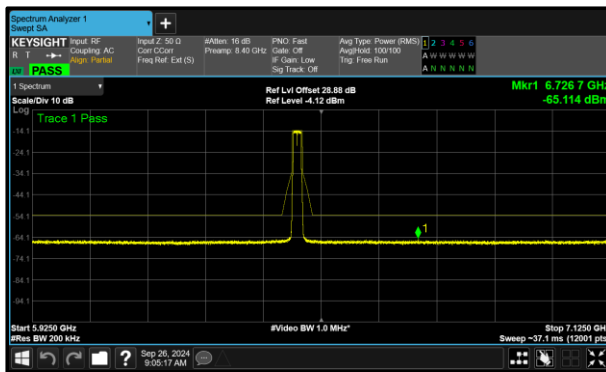 Spectrum Analyzer 1
Swept SA
+
KEYSIGHT
R T
LV PASS
Input: RF
Coupling: AC
Align: Partial
Input Z: 50 Ω
Corr CCorr
Freq Ref: Ext (S)
#Atten: 16 dB
Preamp: 8.40 GHz
PNO: Fast
Gate: Off
IF Gain: Low
Sig Track: Off
Avg Type: Power (RMS)
Avg|Hold: 100/100
Trig: Free Run
1 2 3 4 5 6
A W W W W W
A N N N N N
1 Spectrum
Scale/Div 10 dB
Ref Lvl Offset 28.88 dB
Ref Level -4.12 dBm
Mkr1 6.726 7 GHz
-65.114 dBm
Log
Trace 1 Pass
-14.1
-24.1
-34.1
-44.1
-54.1
-64.1
-74.1
-84.1
-94.1
1
Start 5.9250 GHz
#Res BW 200 kHz
#Video BW 1.0 MHz*
Stop 7.1250 GHz
Sweep ~37.1 ms (12001 pts)
?
Sep 26, 2024
9:05:17 AM